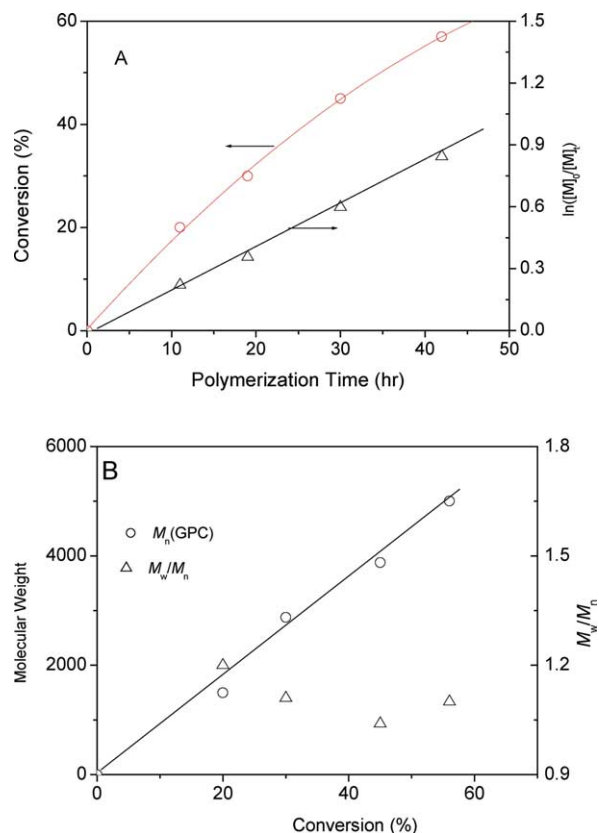 A
60
40
20
0
Conversion (%)
1.5
1.2
0.9
0.6
0.3
0.0
ln([M]₀/[M]ₜ)
0 10 20 30 40 50
Polymerization Time (hr)
B
6000
4000
2000
0
Molecular Weight
Mₙ(GPC)
M_w/Mₙ
1.8
1.5
1.2
0.9
M_w/Mₙ
0 20 40 60
Conversion (%)